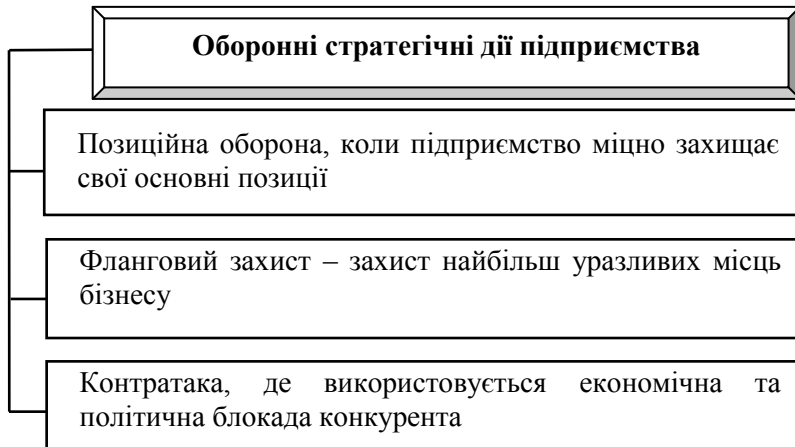 Оборонні стратегічні дії підприємства
Позиційна оборона, коли підприємство міцно захищає
свої основні позиції
Фланговий захист – захист найбільш уразливих місць
бізнесу
Контратака, де використовується економічна та
політична блокада конкурента